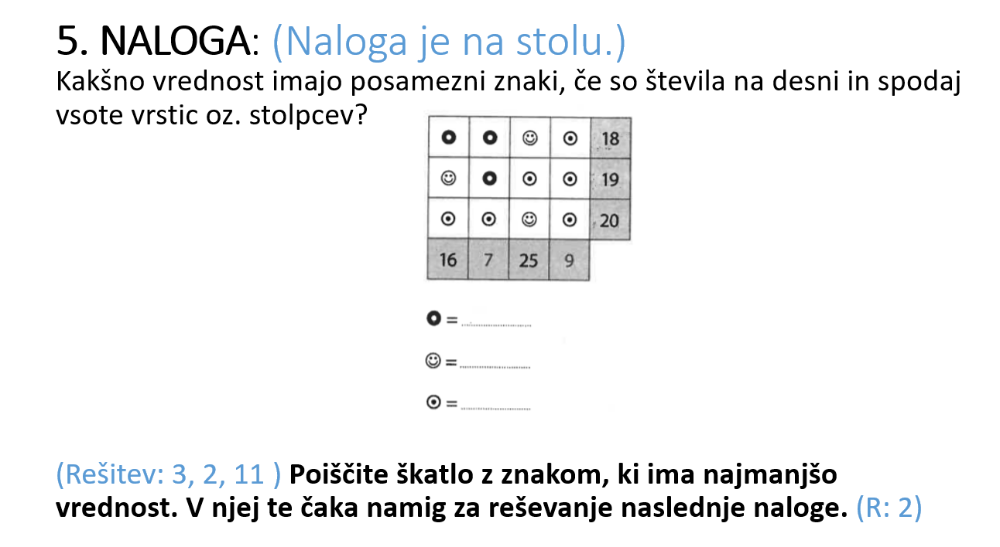 5. NALOGA: (Naloga je na stolu.)
Kakšno vrednost imajo posamezni znaki, če so števila na desni in spodaj
vsote vrstic oz. stolpcev?
18
19
20
16 7 25 9
=
=
=
(Rešitev: 3, 2, 11 ) Poiščite škatlo z znakom, ki ima najmanjšo
vrednost. V njej te čaka namig za reševanje naslednje naloge. (R: 2)